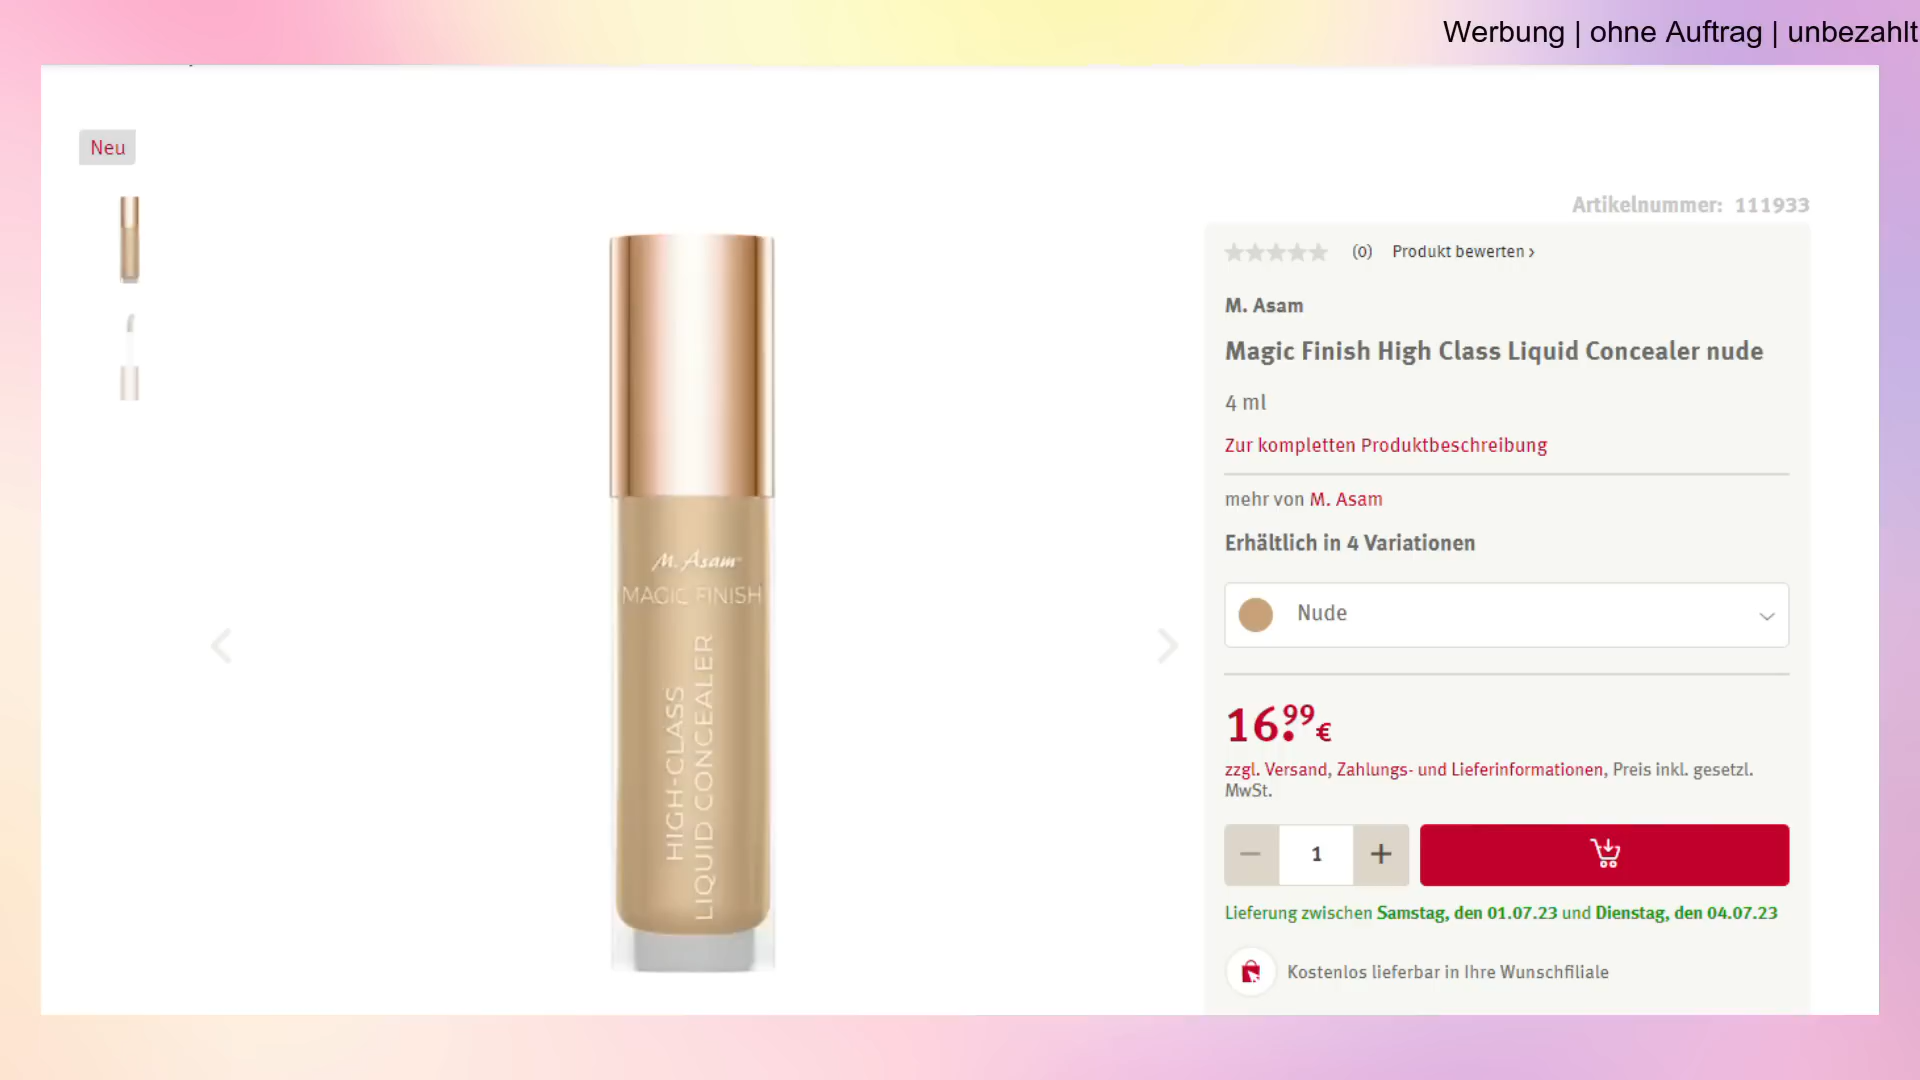 Werbung | ohne Auftrag | unbezahlt
Neu
Artikelnummer: 111933
(0) Produkt bewerten ›
M. Asam
Magic Finish High Class Liquid Concealer nude
4 ml
Zur kompletten Produktbeschreibung
mehr von M. Asam
Erhältlich in 4 Variationen
Nude
16.99€
zzgl. Versand, Zahlungs- und Lieferinformationen, Preis inkl. gesetzl.
MwSt.
− 1 +
Lieferung zwischen Samstag, den 01.07.23 und Dienstag, den 04.07.23
Kostenlos lieferbar in Ihre Wunschfiliale
M. Asam
MAGIC FINISH
HIGH-CLASS
LIQUID CONCEALER